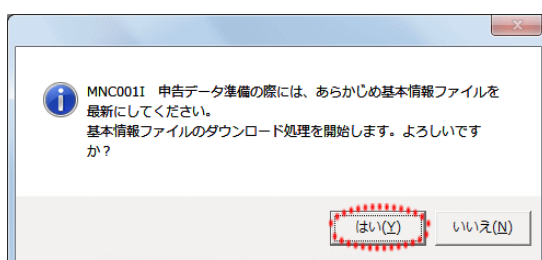 MNC001I　申告データ準備の際には、あらかじめ基本情報ファイルを
最新にしてください。
基本情報ファイルのダウンロード処理を開始します。よろしいです
か？
はい(Y)　いいえ(N)